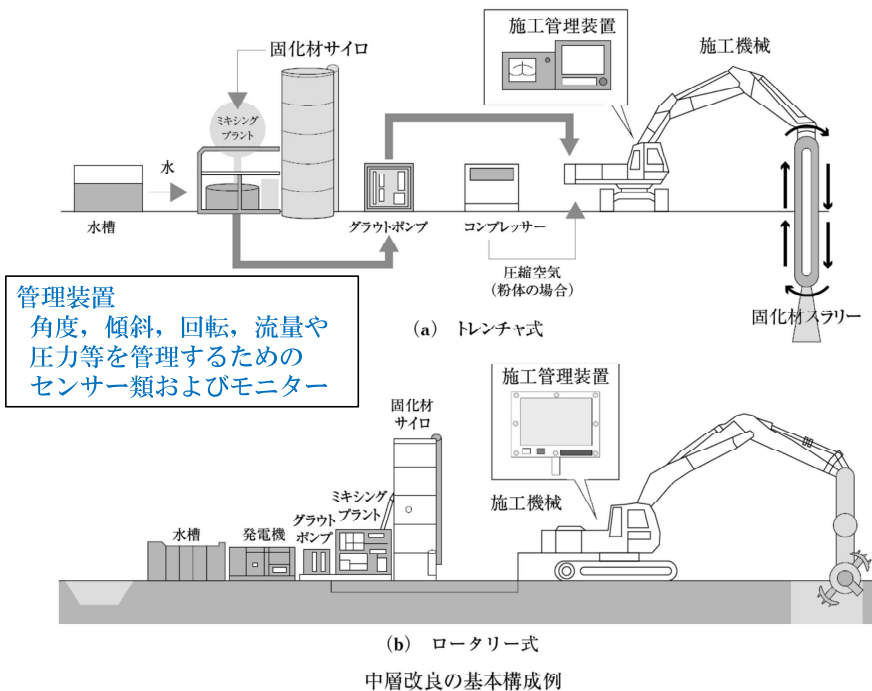 施工管理装置
施工機械
固化材サイロ
ミキシング
プラント
水
水槽
グラウトポンプ
コンプレッサー
圧縮空気
(粉体の場合)
固化材スラリー
(a) トレンチャ式
管理装置
角度，傾斜，回転，流量や
圧力等を管理するための
センサー類およびモニター
施工管理装置
固化材
サイロ
施工機械
ミキシング
プラント
グラウト
ポンプ
発電機
水槽
(b) ロータリー式
中層改良の基本構成例